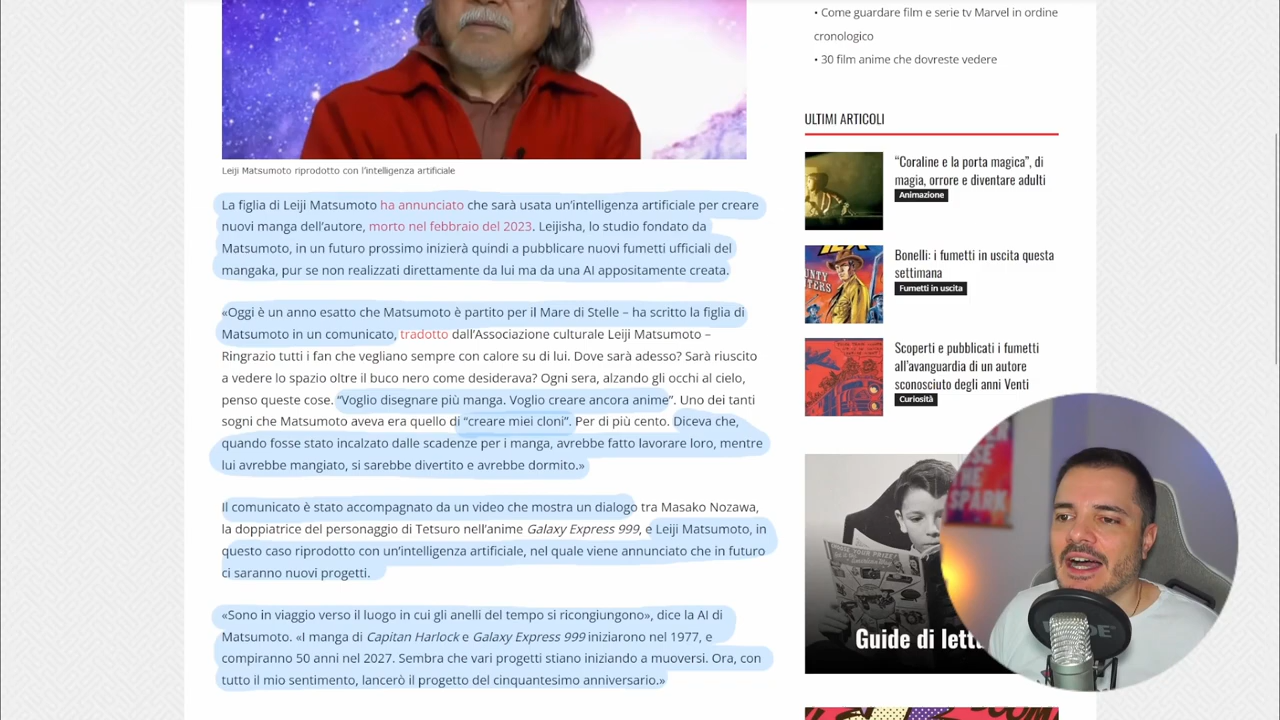 Leiji Matsumoto riprodotto con l'intelligenza artificiale
La figlia di Leiji Matsumoto ha annunciato che sarà usata un'intelligenza artificiale per creare
nuovi manga dell'autore, morto nel febbraio del 2023. Leijisha, lo studio fondato da
Matsumoto, in un futuro prossimo inizierà quindi a pubblicare nuovi fumetti ufficiali del
mangaka, pur se non realizzati direttamente da lui ma da una AI appositamente creata.
«Oggi è un anno esatto che Matsumoto è partito per il Mare di Stelle – ha scritto la figlia di
Matsumoto in un comunicato, tradotto dall'Associazione culturale Leiji Matsumoto –
Ringrazio tutti i fan che vegliano sempre con calore su di lui. Dove sarà adesso? Sarà riuscito
a vedere lo spazio oltre il buco nero come desiderava? Ogni sera, alzando gli occhi al cielo,
penso queste cose. "Voglio disegnare più manga. Voglio creare ancora anime". Uno dei tanti
sogni che Matsumoto aveva era quello di "creare miei cloni". Per di più cento. Diceva che,
quando fosse stato incalzato dalle scadenze per i manga, avrebbe fatto lavorare loro, mentre
lui avrebbe mangiato, si sarebbe divertito e avrebbe dormito.»
Il comunicato è stato accompagnato da un video che mostra un dialogo tra Masako Nozawa,
la doppiatrice del personaggio di Tetsuro nell'anime Galaxy Express 999, e Leiji Matsumoto, in
questo caso riprodotto con un'intelligenza artificiale, nel quale viene annunciato che in futuro
ci saranno nuovi progetti.
«Sono in viaggio verso il luogo in cui gli anelli del tempo si ricongiungono», dice la AI di
Matsumoto. «I manga di Capitan Harlock e Galaxy Express 999 iniziarono nel 1977, e
compiranno 50 anni nel 2027. Sembra che vari progetti stiano iniziando a muoversi. Ora, con
tutto il mio sentimento, lancerò il progetto del cinquantesimo anniversario.»
• Come guardare film e serie tv Marvel in ordine
cronologico
• 30 film anime che dovreste vedere
ULTIMI ARTICOLI
"Coraline e la porta magica", di
magia, orrore e diventare adulti
Animazione
Bonelli: i fumetti in uscita questa
settimana
Fumetti in uscita
Scoperti e pubblicati i fumetti
all'avanguardia di un autore
sconosciuto degli anni Venti
Curiosità
Guide di lett